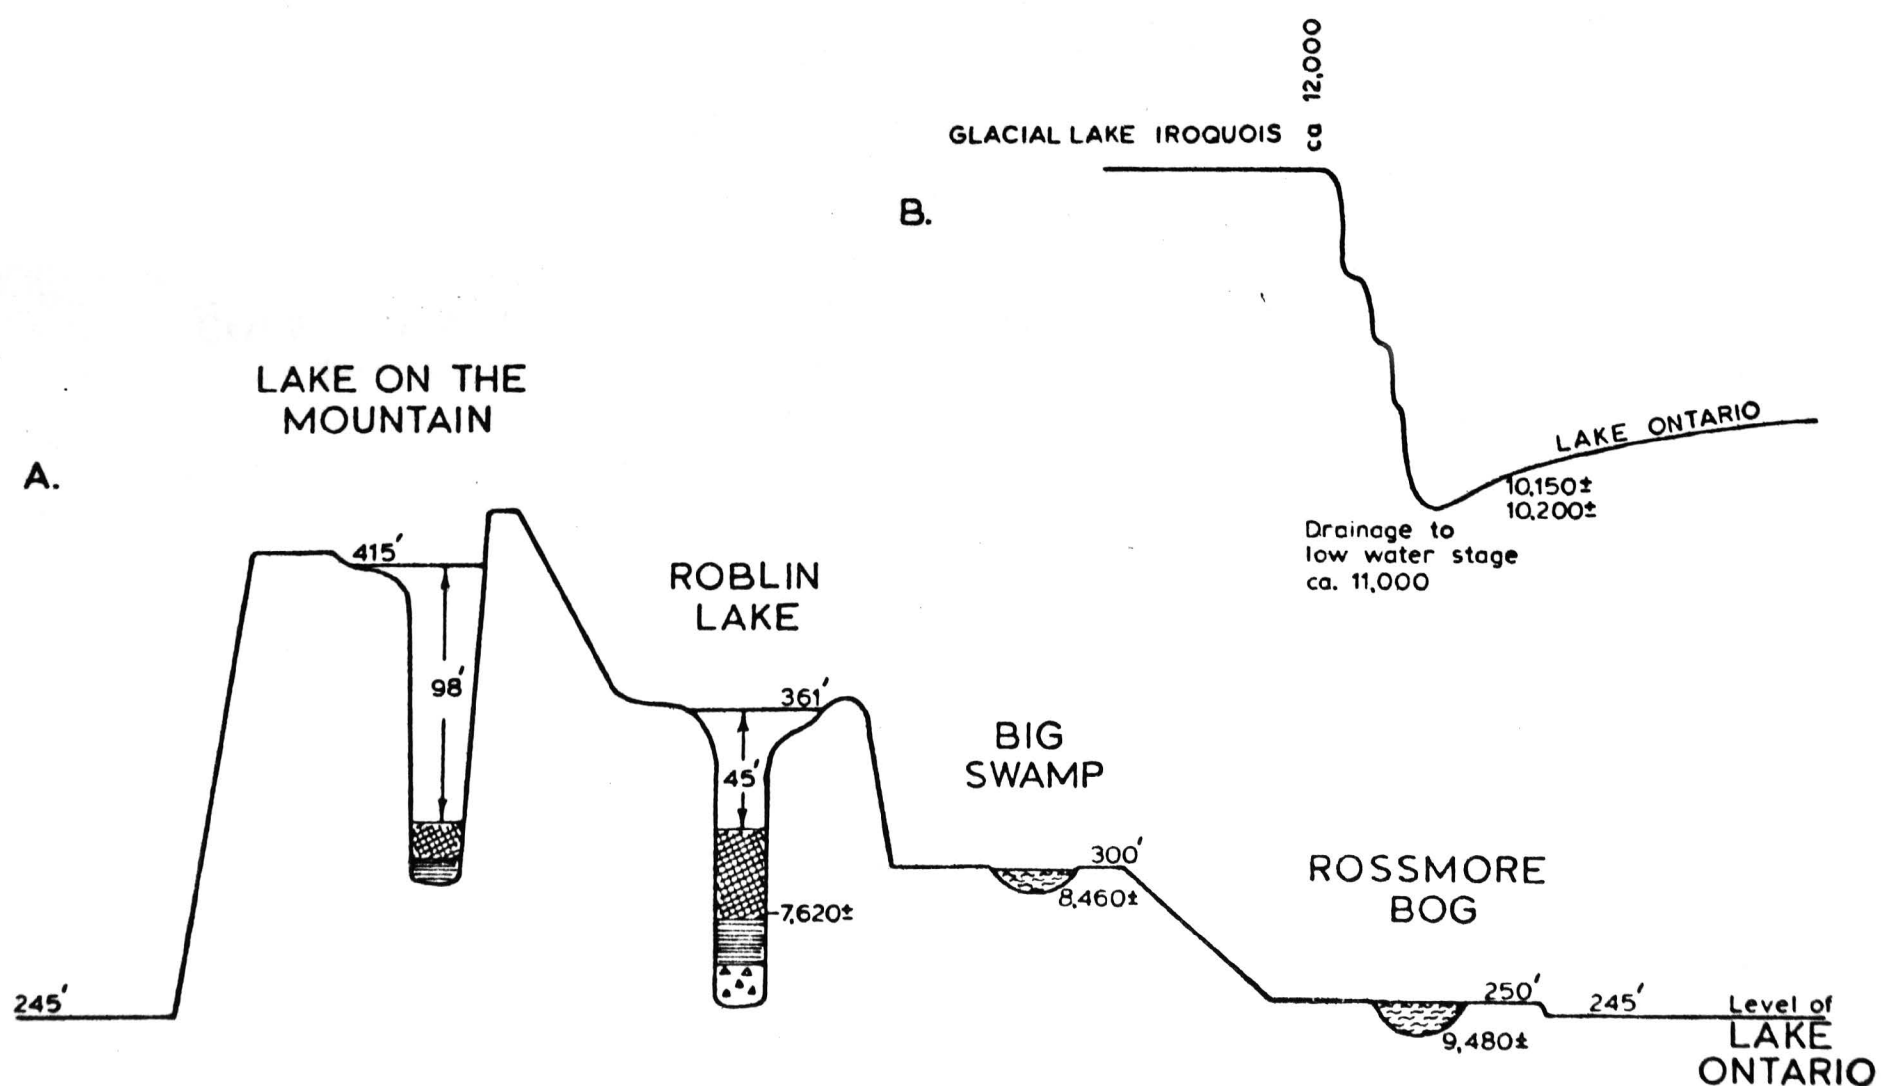 GLACIAL LAKE IROQUOIS
ca 12,000
B.
LAKE ONTARIO
10,150±
10,200±
Drainage to
low water stage
ca. 11,000
A.
LAKE ON THE
MOUNTAIN
415′
98′
245′
ROBLIN
LAKE
361′
45′
7,620±
BIG
SWAMP
300′
8,460±
ROSSMORE
BOG
250′
9,480±
245′
Level of
LAKE
ONTARIO